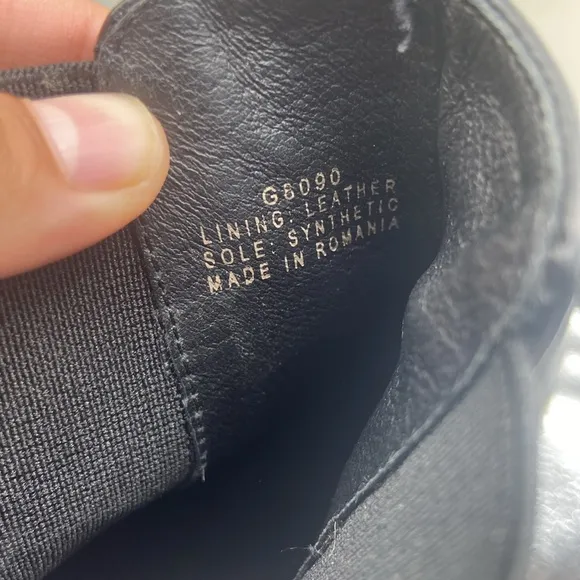 G8090
LINING: LEATHER
SOLE: SYNTHETIC
MADE IN ROMANIA